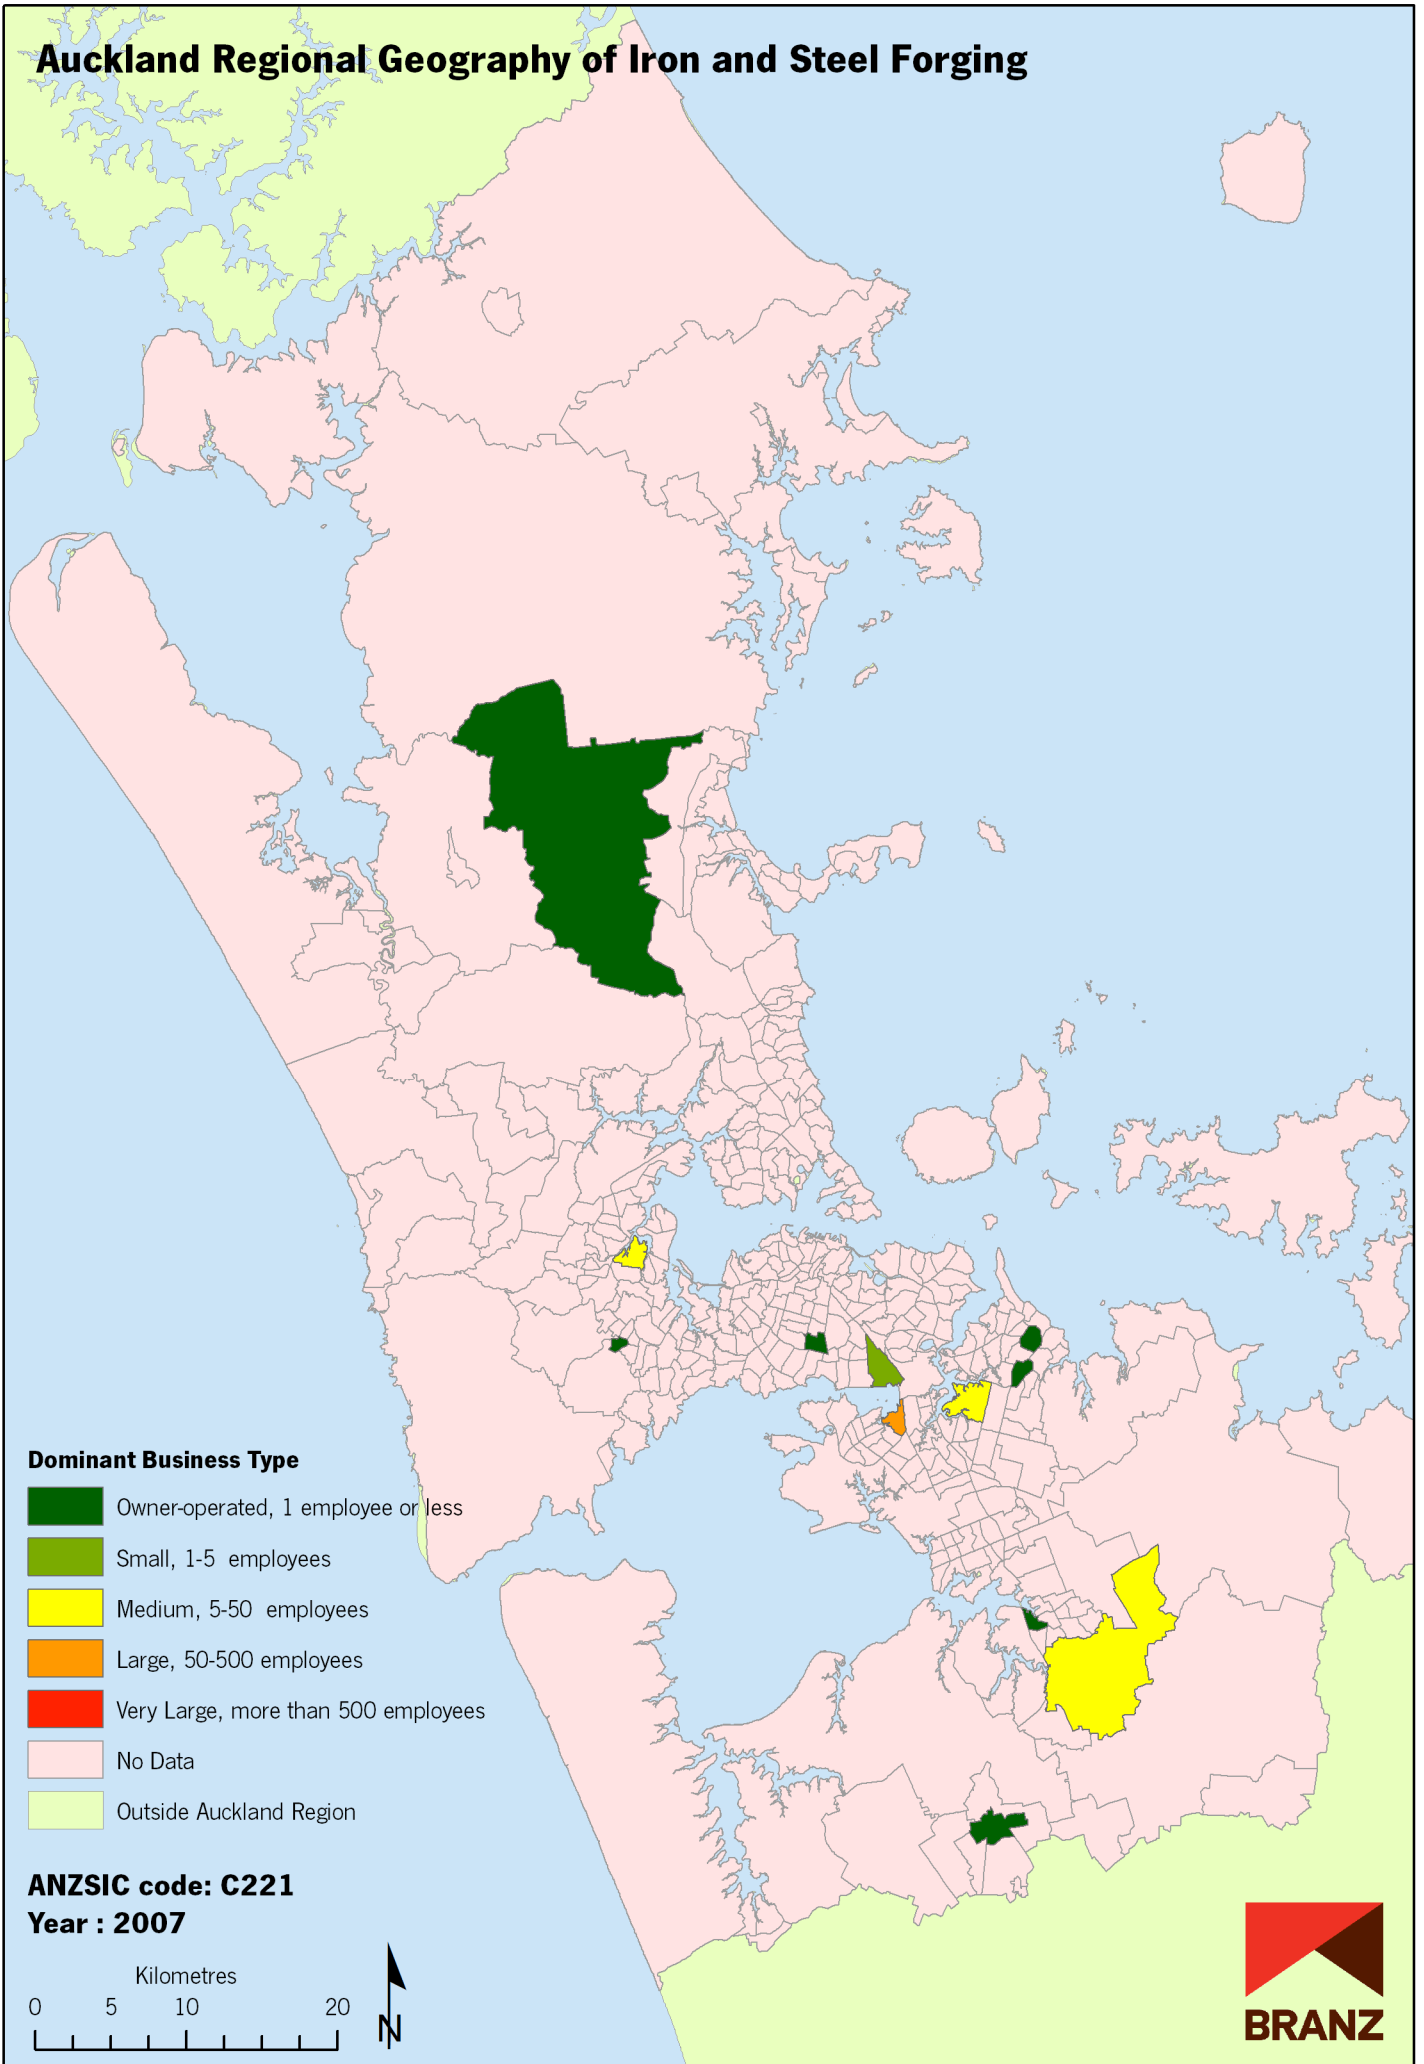 Auckland Regional Geography of Iron and Steel Forging
Dominant Business Type
Owner-operated, 1 employee or less
Small, 1-5 employees
Medium, 5-50 employees
Large, 50-500 employees
Very Large, more than 500 employees
No Data
Outside Auckland Region
ANZSIC code: C221
Year : 2007
Kilometres
0 5 10 20
N
BRANZ